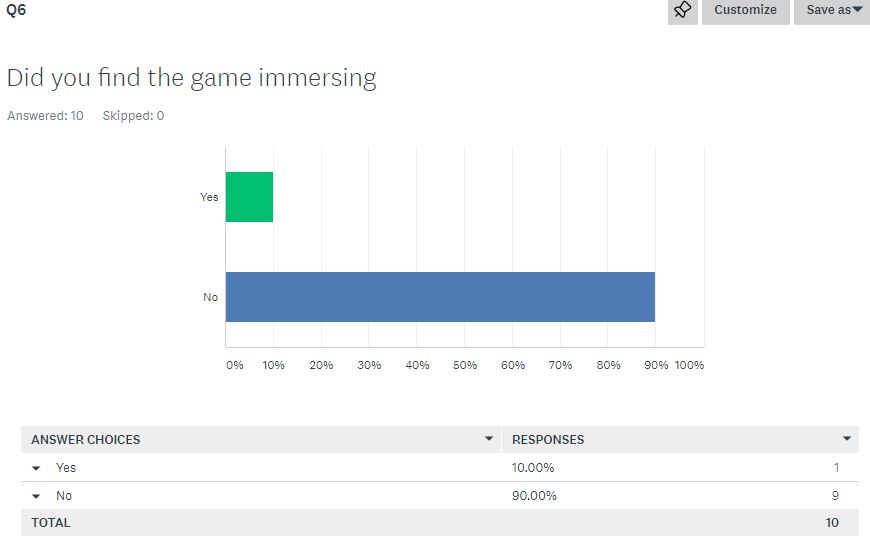 Q6
Customize
Save as
Did you find the game immersing
Answered: 10 Skipped: 0
Yes
No
0% 10% 20% 30% 40% 50% 60% 70% 80% 90% 100%
ANSWER CHOICES RESPONSES
Yes 10.00% 1
No 90.00% 9
TOTAL 10